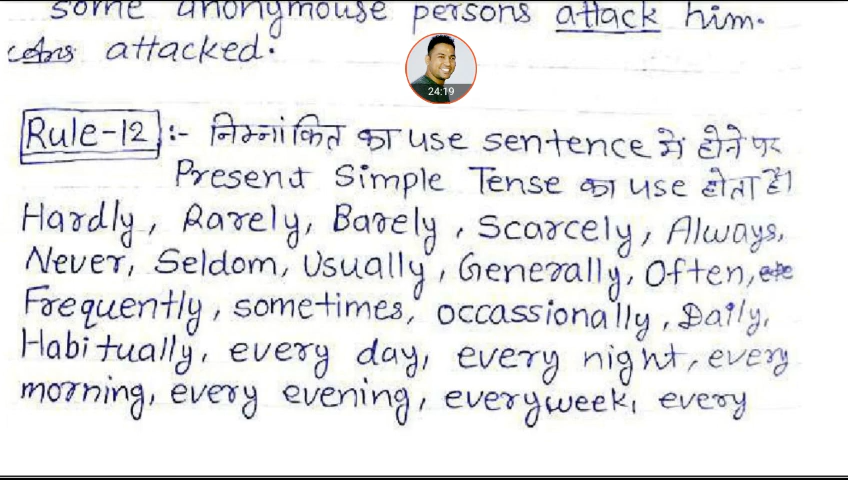 some anonymouse persons attack him.
Ans attacked.
24:19
Rule-12 :- निम्नांकित का use sentence में होने पर
Present Simple Tense का use होता है।
Hardly, Rarely, Barely, Scarcely, Always,
Never, Seldom, Usually, Generally, Often, etc
Frequently, sometimes, occassionally, Daily,
Habitually, every day, every night, every
morning, every evening, everyweek, every